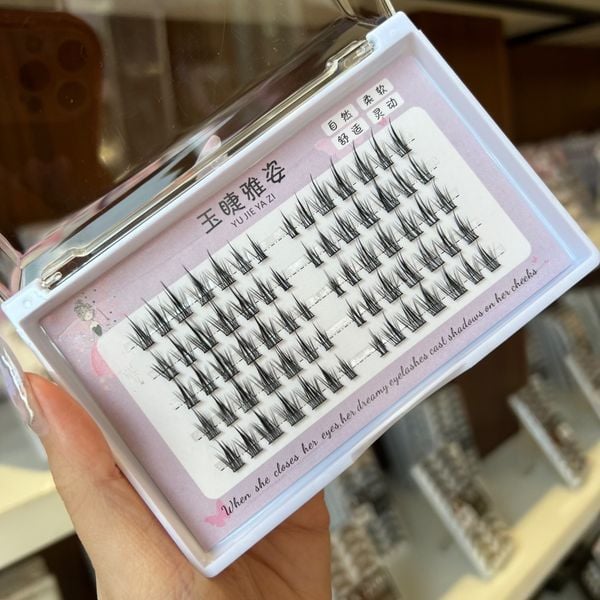 自然 柔软
舒适 灵动
玉睫雅姿
YU JIE YA ZI
When she closes her eyes,her dreamy eyelashes cast shadows on her cheeks